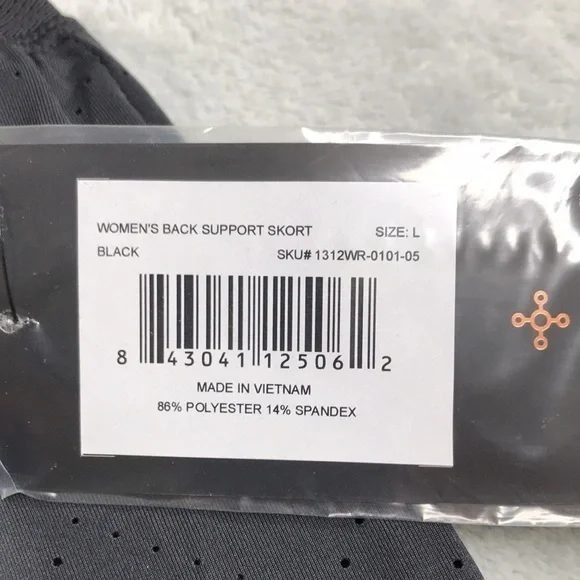 WOMEN'S BACK SUPPORT SKORT SIZE: L
BLACK SKU# 1312WR-0101-05
8 43041 12506 2
MADE IN VIETNAM
86% POLYESTER 14% SPANDEX